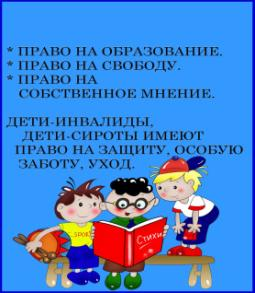 * ПРАВО НА ОБРАЗОВАНИЕ.
* ПРАВО НА СВОБОДУ.
* ПРАВО НА
СОБСТВЕННОЕ МНЕНИЕ.
ДЕТИ-ИНВАЛИДЫ,
ДЕТИ-СИРОТЫ ИМЕЮТ
ПРАВО НА ЗАЩИТУ, ОСОБУЮ
ЗАБОТУ, УХОД.
SPORT
СТИХИ